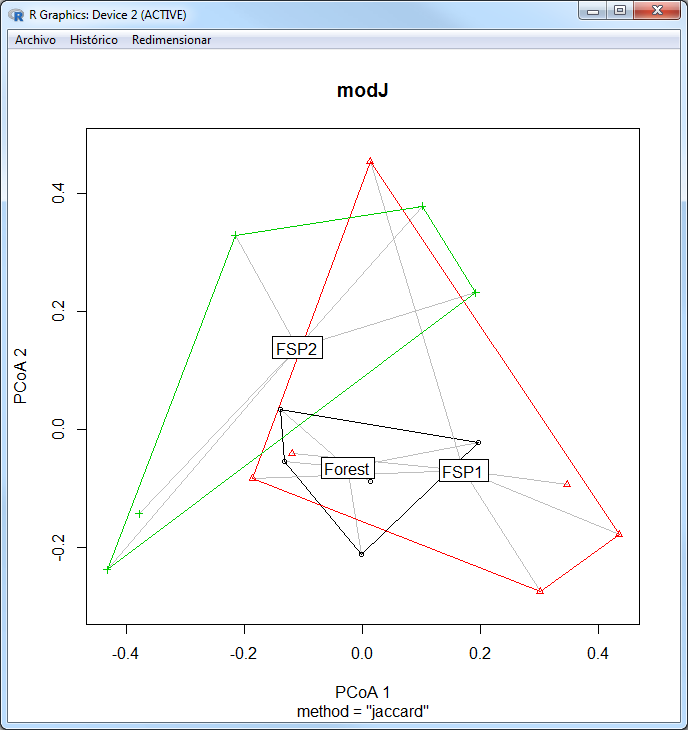 R Graphics: Device 2 (ACTIVE)
Archivo Histórico Redimensionar
modJ
0.4
0.2
0.0
-0.2
PCoA 2
FSP2
Forest
FSP1
-0.4 -0.2 0.0 0.2 0.4
PCoA 1
method = "jaccard"